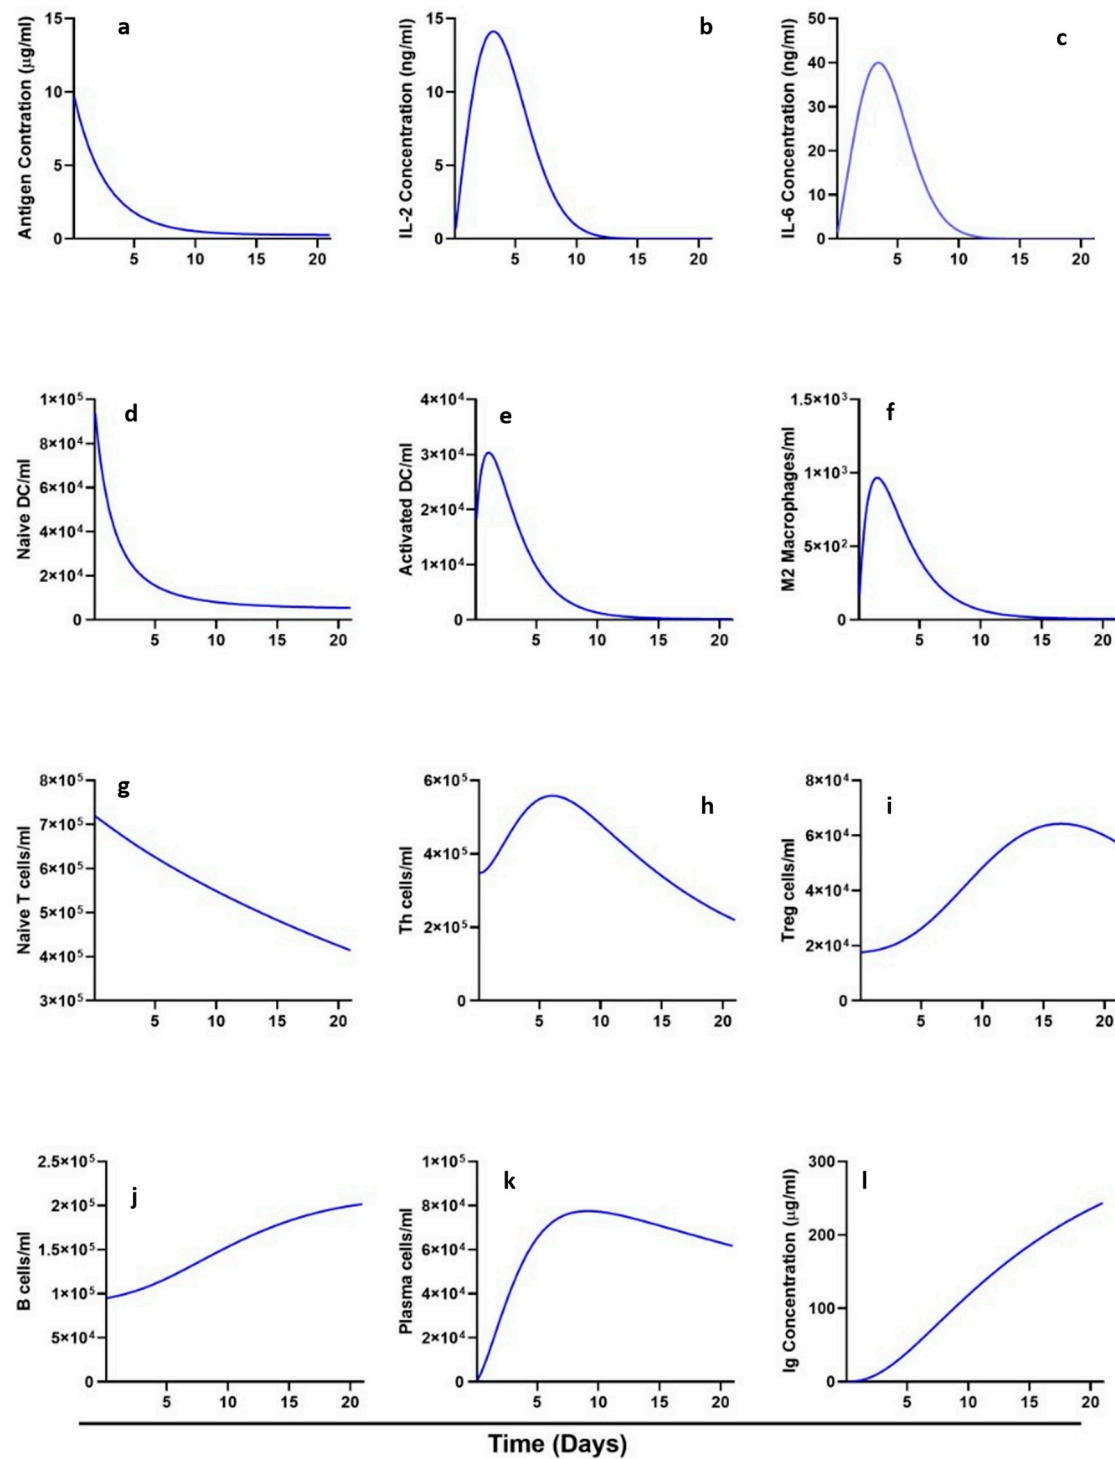 a
Antigen Contration (µg/ml)
15
10
5
0
5 10 15 20
b
IL-2 Concentration (ng/ml)
15
10
5
0
5 10 15 20
c
IL-6 Concentration (ng/ml)
50
40
30
20
10
0
5 10 15 20
d
Naive DC/ml
1×10⁵
8×10⁴
6×10⁴
4×10⁴
2×10⁴
0
5 10 15 20
e
Activated DC/ml
4×10⁴
3×10⁴
2×10⁴
1×10⁴
0
5 10 15 20
f
M2 Macrophages/ml
1.5×10³
1×10³
5×10²
0
5 10 15 20
g
Naive T cells/ml
8×10⁵
7×10⁵
6×10⁵
5×10⁵
4×10⁵
3×10⁵
5 10 15 20
h
Th cells/ml
6×10⁵
4×10⁵
2×10⁵
0
5 10 15 20
i
Treg cells/ml
8×10⁴
6×10⁴
4×10⁴
2×10⁴
0
5 10 15 20
j
B cells/ml
2.5×10⁵
2×10⁵
1.5×10⁵
1×10⁵
5×10⁴
0
5 10 15 20
k
Plasma cells/ml
1×10⁵
8×10⁴
6×10⁴
4×10⁴
2×10⁴
0
5 10 15 20
l
Ig Concentration (µg/ml)
300
200
100
0
5 10 15 20
Time (Days)